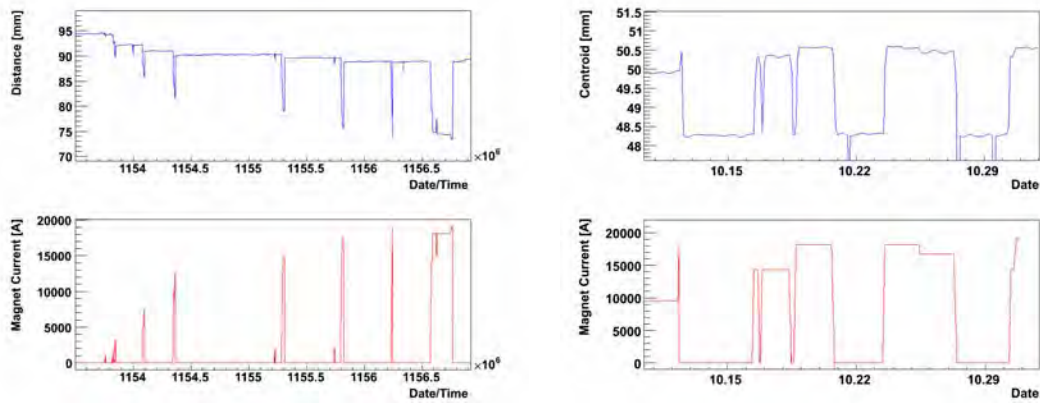 Distance [mm]
95
90
85
80
75
70
1154 1154.5 1155 1155.5 1156 1156.5
×10⁶
Date/Time
Centroid [mm]
51.5
51
50.5
50
49.5
49
48.5
48
10.15 10.22 10.29
Date
Magnet Current [A]
20000
15000
10000
5000
0
1154 1154.5 1155 1155.5 1156 1156.5
×10⁶
Date/Time
Magnet Current [A]
20000
15000
10000
5000
0
10.15 10.22 10.29
Date